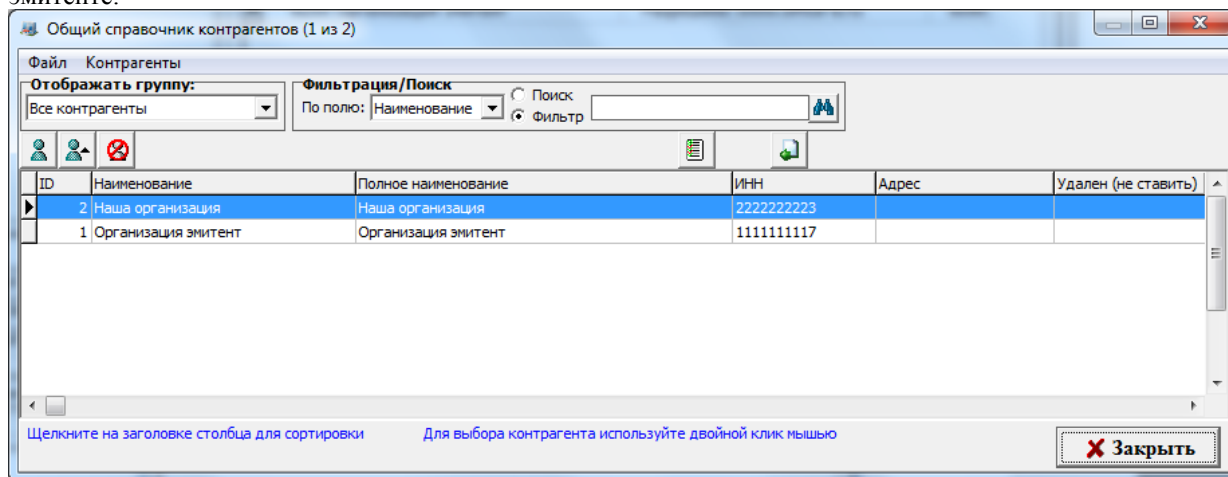 эмитенте.
Общий справочник контрагентов (1 из 2)
Файл Контрагенты
Отображать группу: Фильтрация/Поиск
Все контрагенты По полю: Наименование Поиск
Фильтр
ID Наименование Полное наименование ИНН Адрес Удален (не ставить)
2 Наша организация Наша организация 2222222223
1 Организация эмитент Организация эмитент 1111111117
Щелкните на заголовке столбца для сортировки Для выбора контрагента используйте двойной клик мышью
Закрыть